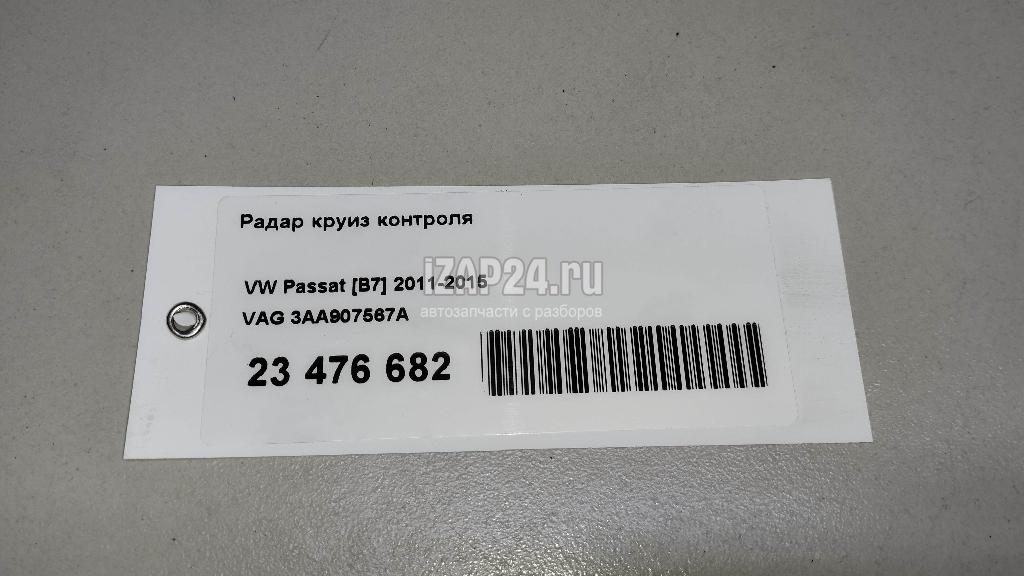 Радар круиз контроля
VW Passat [B7] 2011-2015
iZAP24.ru
VAG 3AA907567A
автозапчасти с разборов
23 476 682